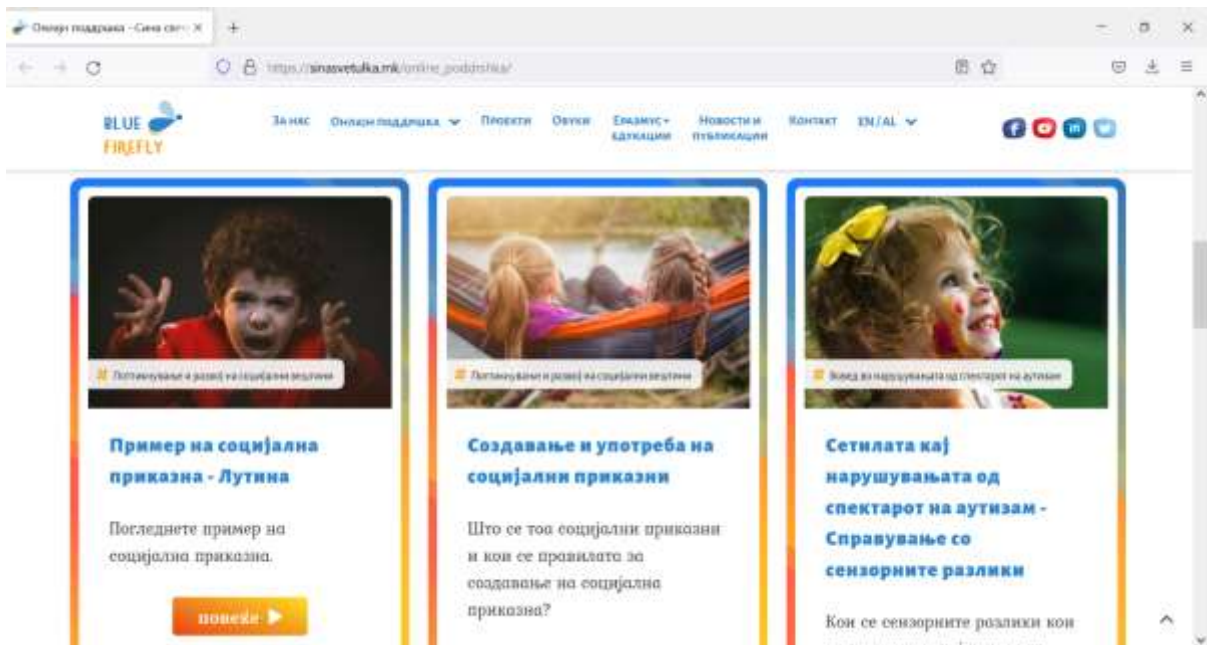 Онлајн поддршка - Сина све
https://sinasvetulka.mk/online_poddrshka/
BLUE
FIREFLY
За нас
Онлајн поддршка
Проекти
Обуки
Еразмус+
едукации
Новости и
публикации
Контакт
EN/AL
# Поттикнување и развој на социјални вештини
Пример на социјална
приказна - Лутина
Погледнете пример на
социјална приказна.
повеќе
# Поттикнување и развој на социјални вештини
Создавање и употреба на
социјални приказни
Што се тоа социјални приказни
и кои се правилата за
создавање на социјална
приказна?
# Вовед во нарушувањата од спектарот на аутизам
Сетилата кај
нарушувањата од
спектарот на аутизам -
Справување со
сензорните разлики
Кои се сензорните разлики кои